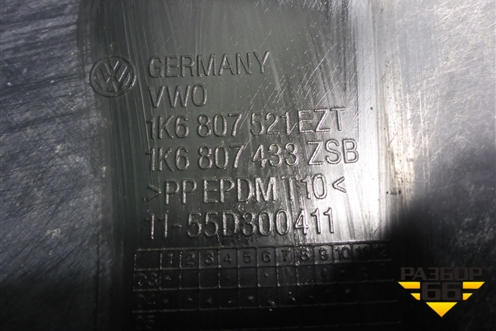 GERMANY
VWO
1K6 807 521 EZT
1K6 807 433 ZSB
>PP EPDM T10<
11-55D800411
1 2 3 4 5 6 7 8 9 10 11 12
РАЗБОР
66